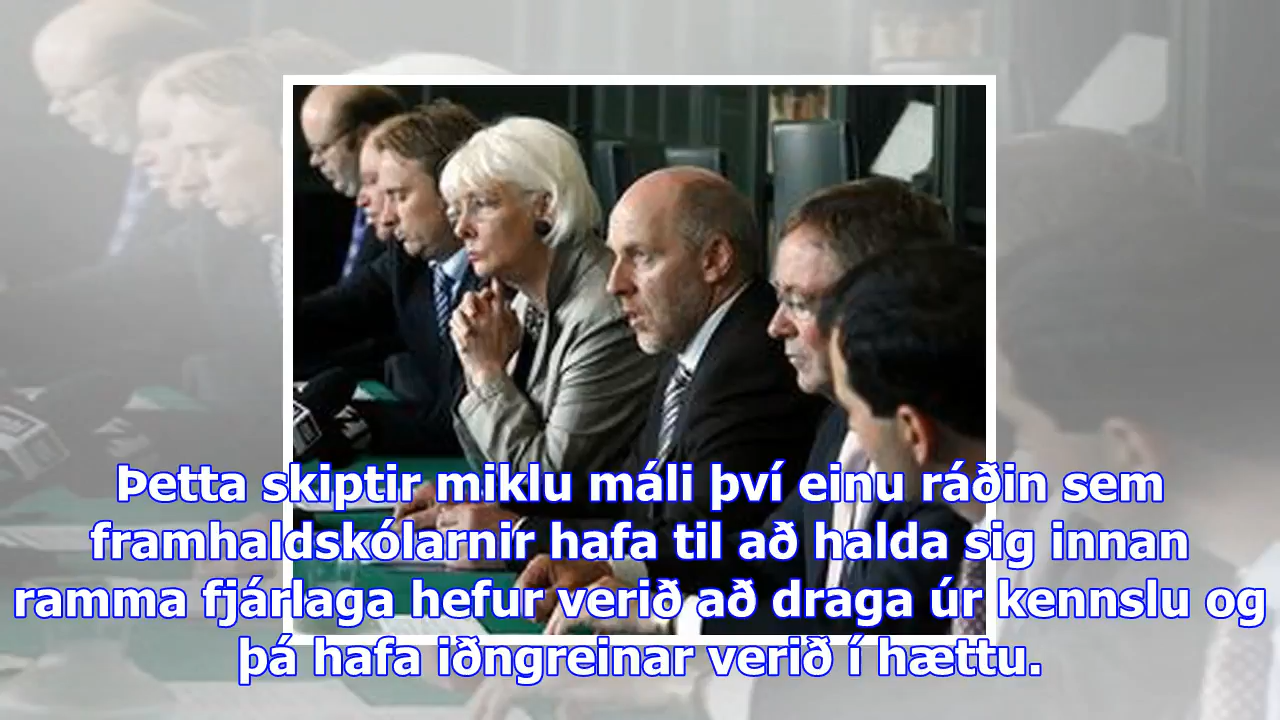 Þetta skiptir miklu máli því einu ráðin sem
framhaldskólarnir hafa til að halda sig innan
ramma fjárlaga hefur verið að draga úr kennslu og
þá hafa iðngreinar verið í hættu.